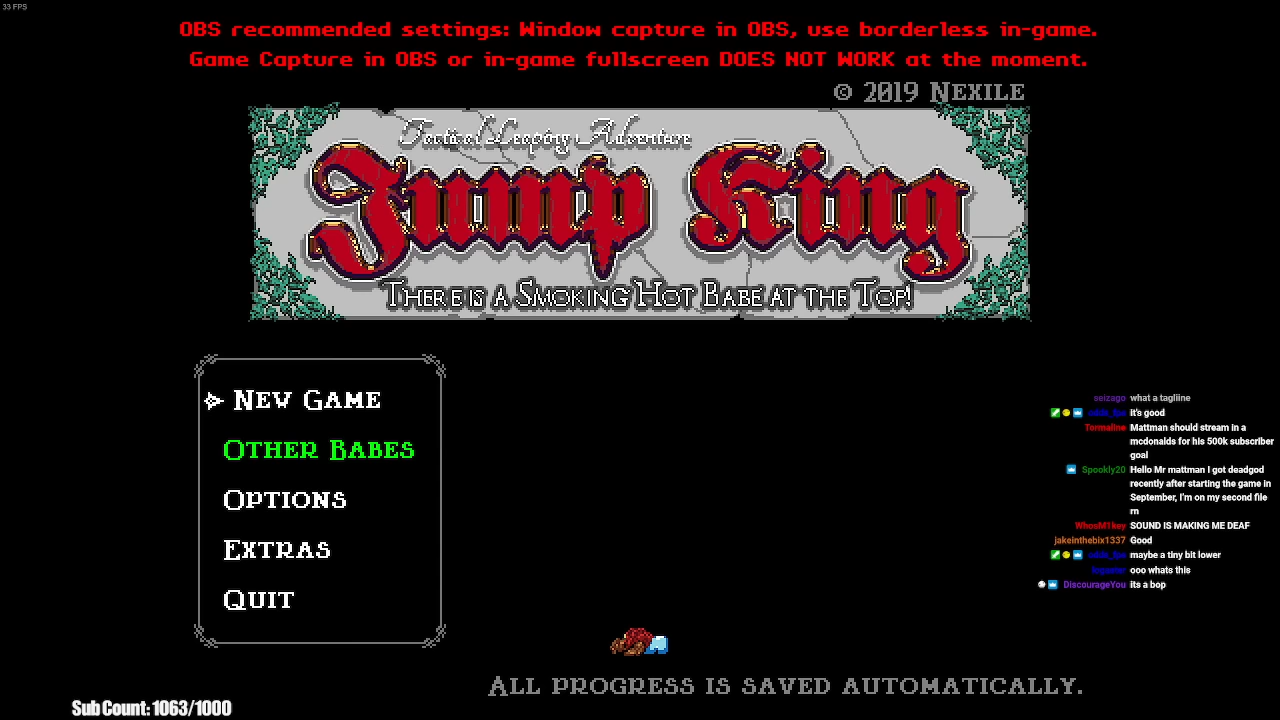 33 FPS
OBS recommended settings: Window capture in OBS, use borderless in-game.
Game Capture in OBS or in-game fullscreen DOES NOT WORK at the moment.
© 2019 Nexile
Tactical Leaping Adventure
Jump King
There is a Smoking Hot Babe at the Top!
New Game
Other Babes
Options
Extras
Quit
seizago what a tagliine
it's good
Tormaline Mattman should stream in a
mcdonalds for his 500k subscriber
goal
Spookly20 Hello Mr mattman I got deadgod
recently after starting the game in
September, I'm on my second file
rn
WhosM1key SOUND IS MAKING ME DEAF
jakeinthebix1337 Good
maybe a tiny bit lower
ooo whats this
DiscourageYou its a bop
All progress is saved automatically.
Sub Count: 1063/1000